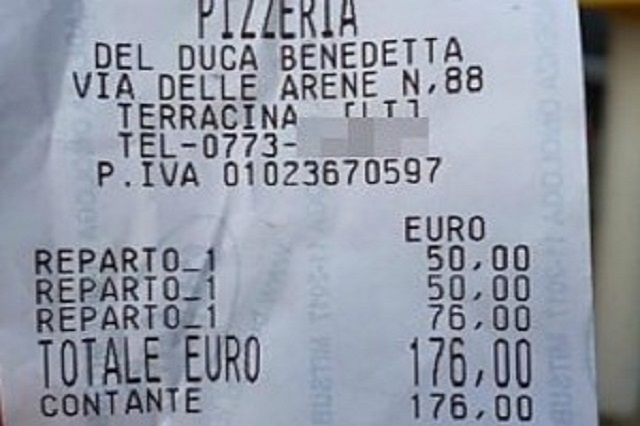 PIZZERIA
DEL DUCA BENEDETTA
VIA DELLE ARENE N,88
TERRACINA [LT]
TEL-0773-
P.IVA 01023670597
EURO
REPARTO_1 50,00
REPARTO_1 50,00
REPARTO_1 76,00
TOTALE EURO 176,00
CONTANTE 176,00